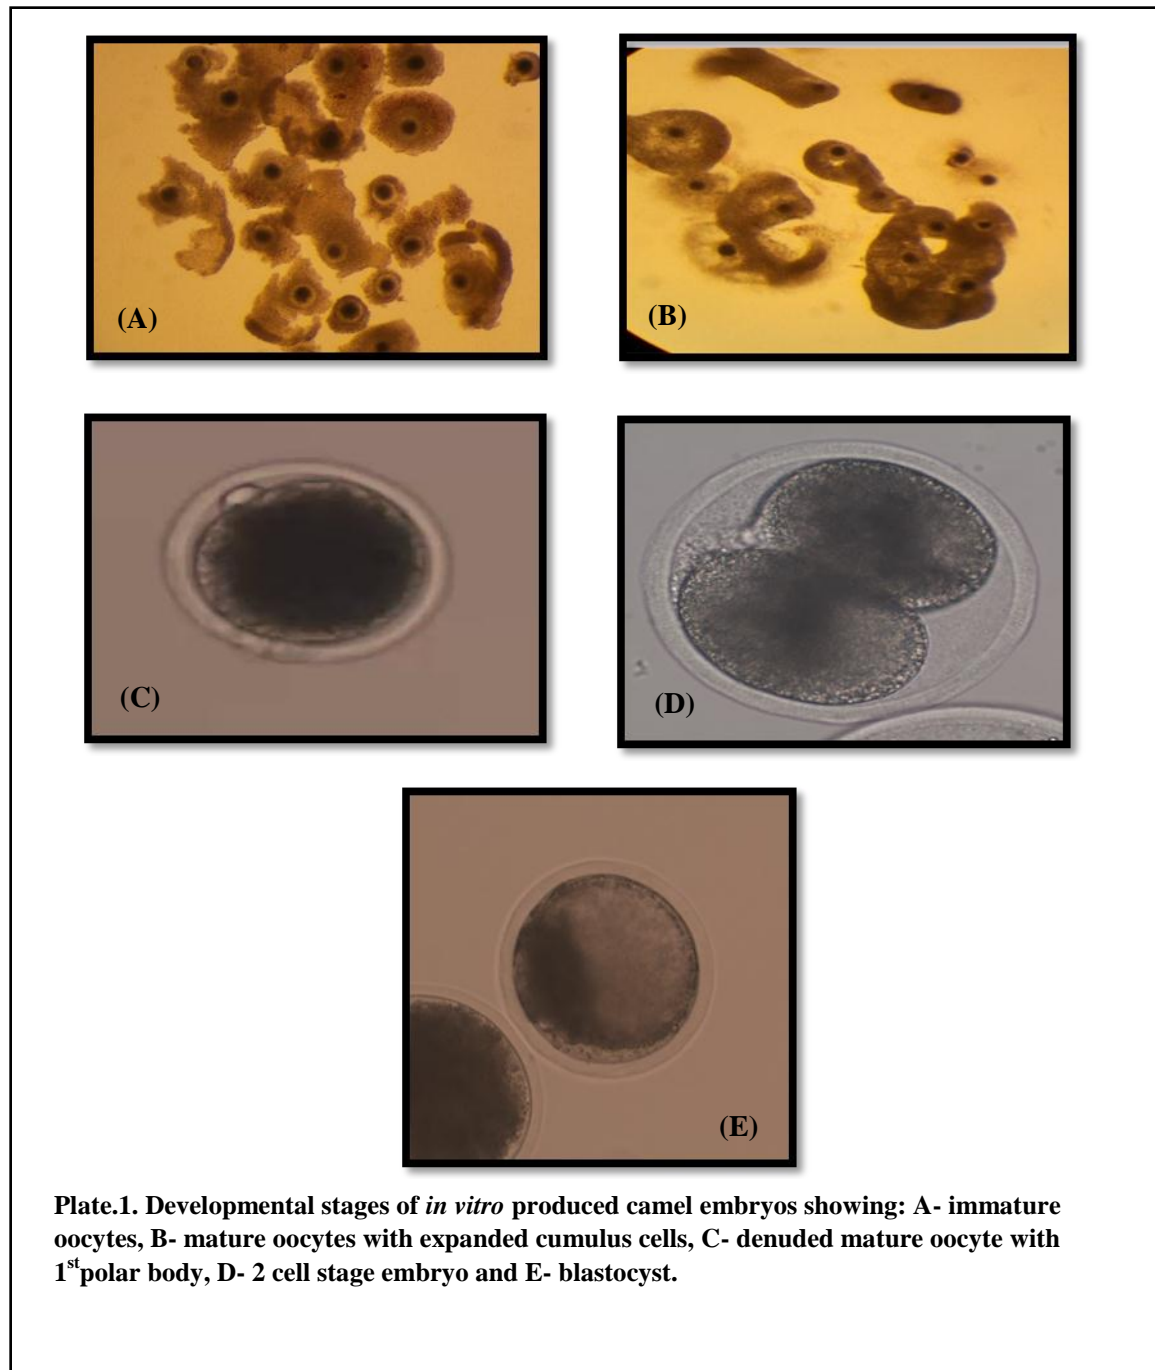 (A)
(B)
(C)
(D)
(E)
Plate.1. Developmental stages of in vitro produced camel embryos showing: A- immature
oocytes, B- mature oocytes with expanded cumulus cells, C- denuded mature oocyte with
1stpolar body, D- 2 cell stage embryo and E- blastocyst.